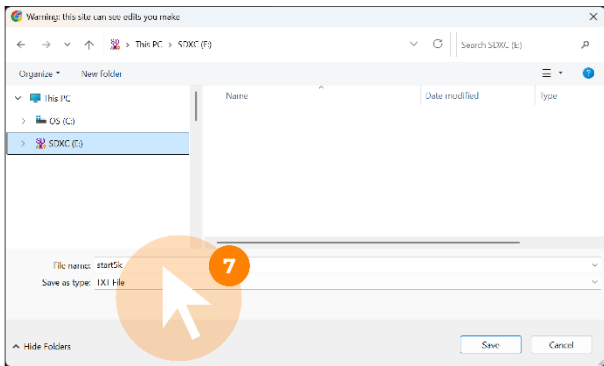 Warning: this site can see edits you make
This PC > SDXC (E:)
Search SDXC (E:)
Organize
New folder
Name
Date modified
Type
This PC
OS (C:)
SDXC (E:)
File name: start5k
7
Save as type: TXT File
Hide Folders
Save
Cancel